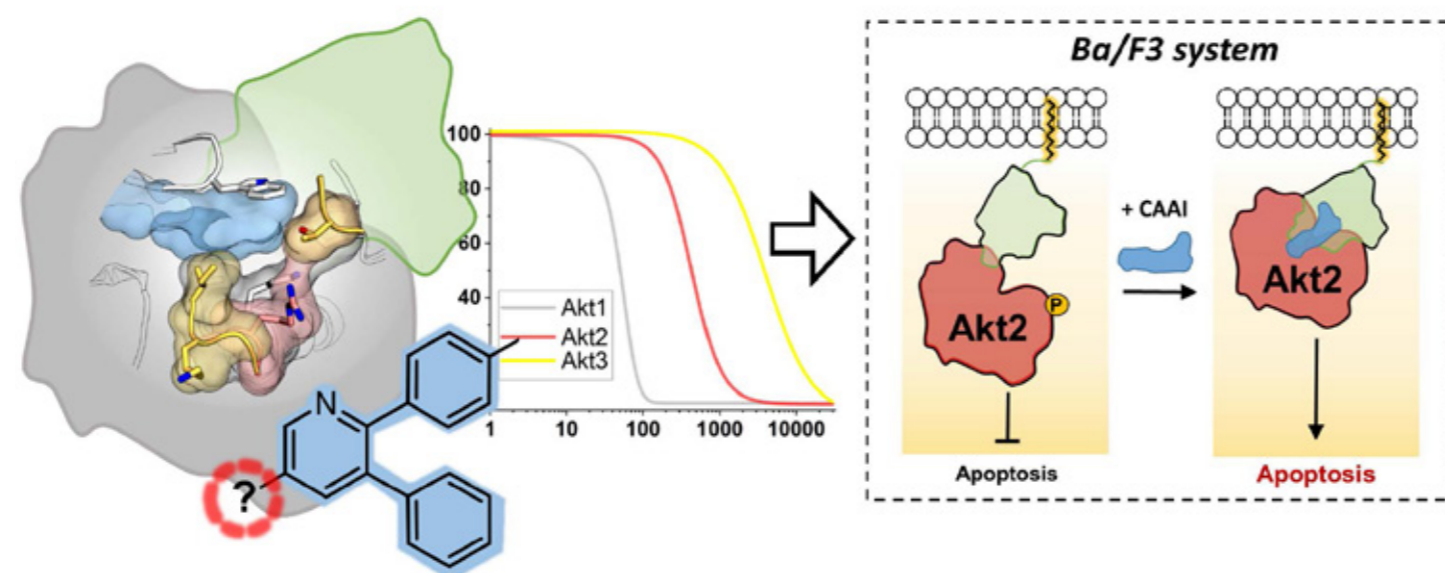 Ba/F3 system
100
80
60
40
Akt1
Akt2
Akt3
1 10 100 1000 10000
N
?
Akt2
P
+ CAAI
Akt2
Apoptosis
Apoptosis